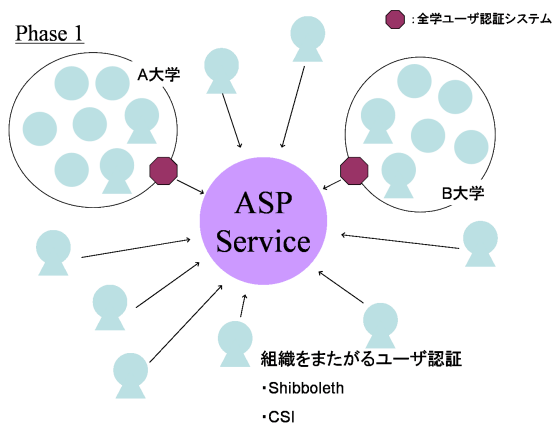 ：全学ユーザ認証システム
Phase 1
A大学
B大学
ASP
Service
組織をまたがるユーザ認証
・Shibboleth
・CSI